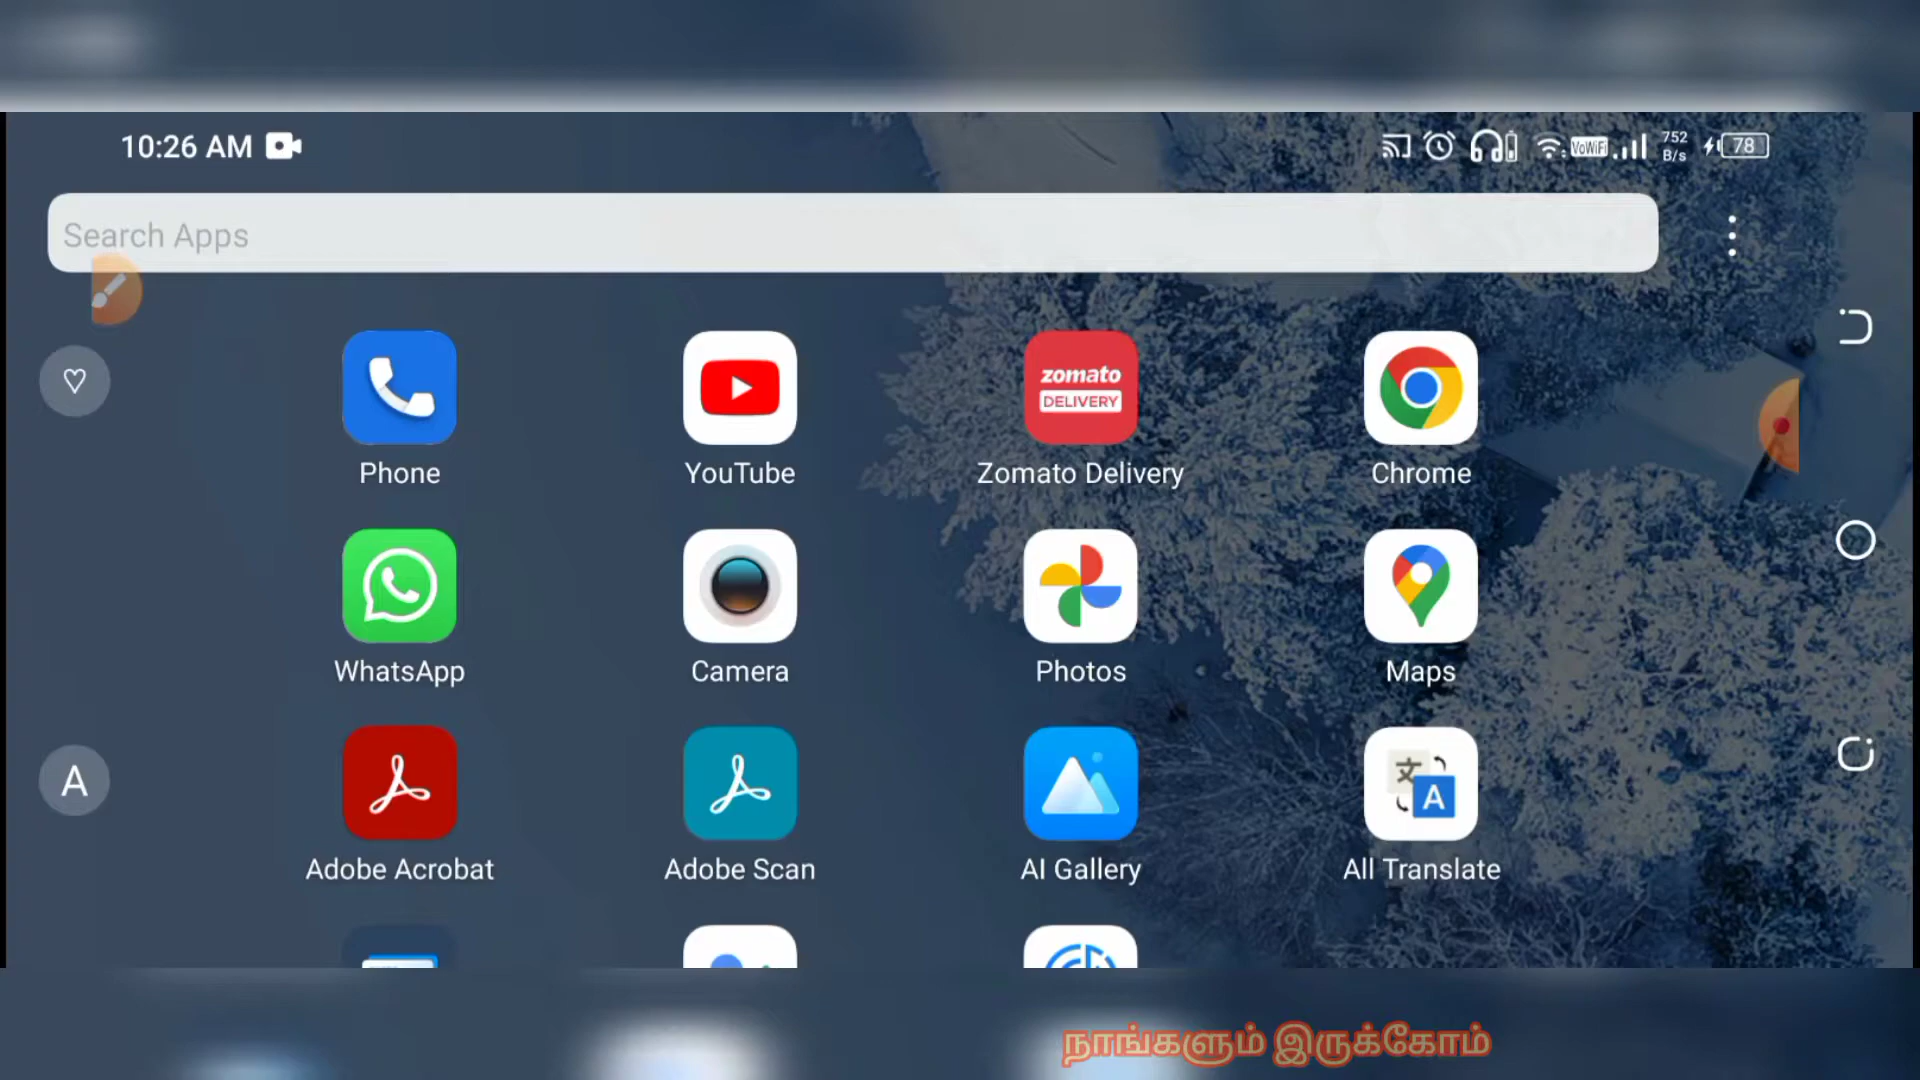 10:26 AM VoWiFi 752 B/s 78
Search Apps
zomato
DELIVERY
Phone YouTube Zomato Delivery Chrome
WhatsApp Camera Photos Maps
文 A
A
Adobe Acrobat Adobe Scan AI Gallery All Translate
நாங்களும் இருக்கோம்